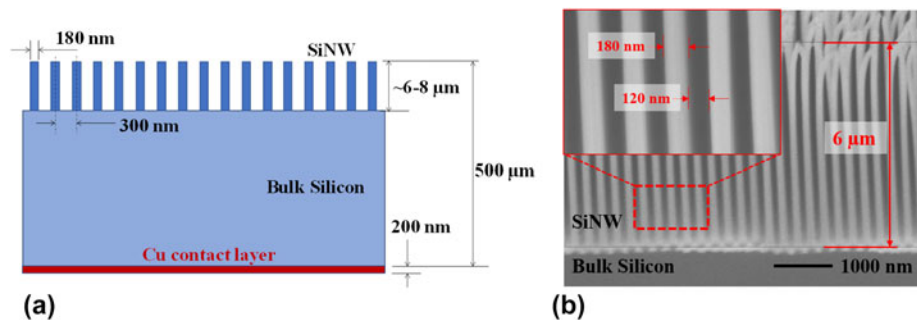 180 nm
SiNW
~6-8 μm
300 nm
500 μm
Bulk Silicon
200 nm
Cu contact layer
(a)
180 nm
120 nm
6 μm
SiNW
Bulk Silicon
1000 nm
(b)